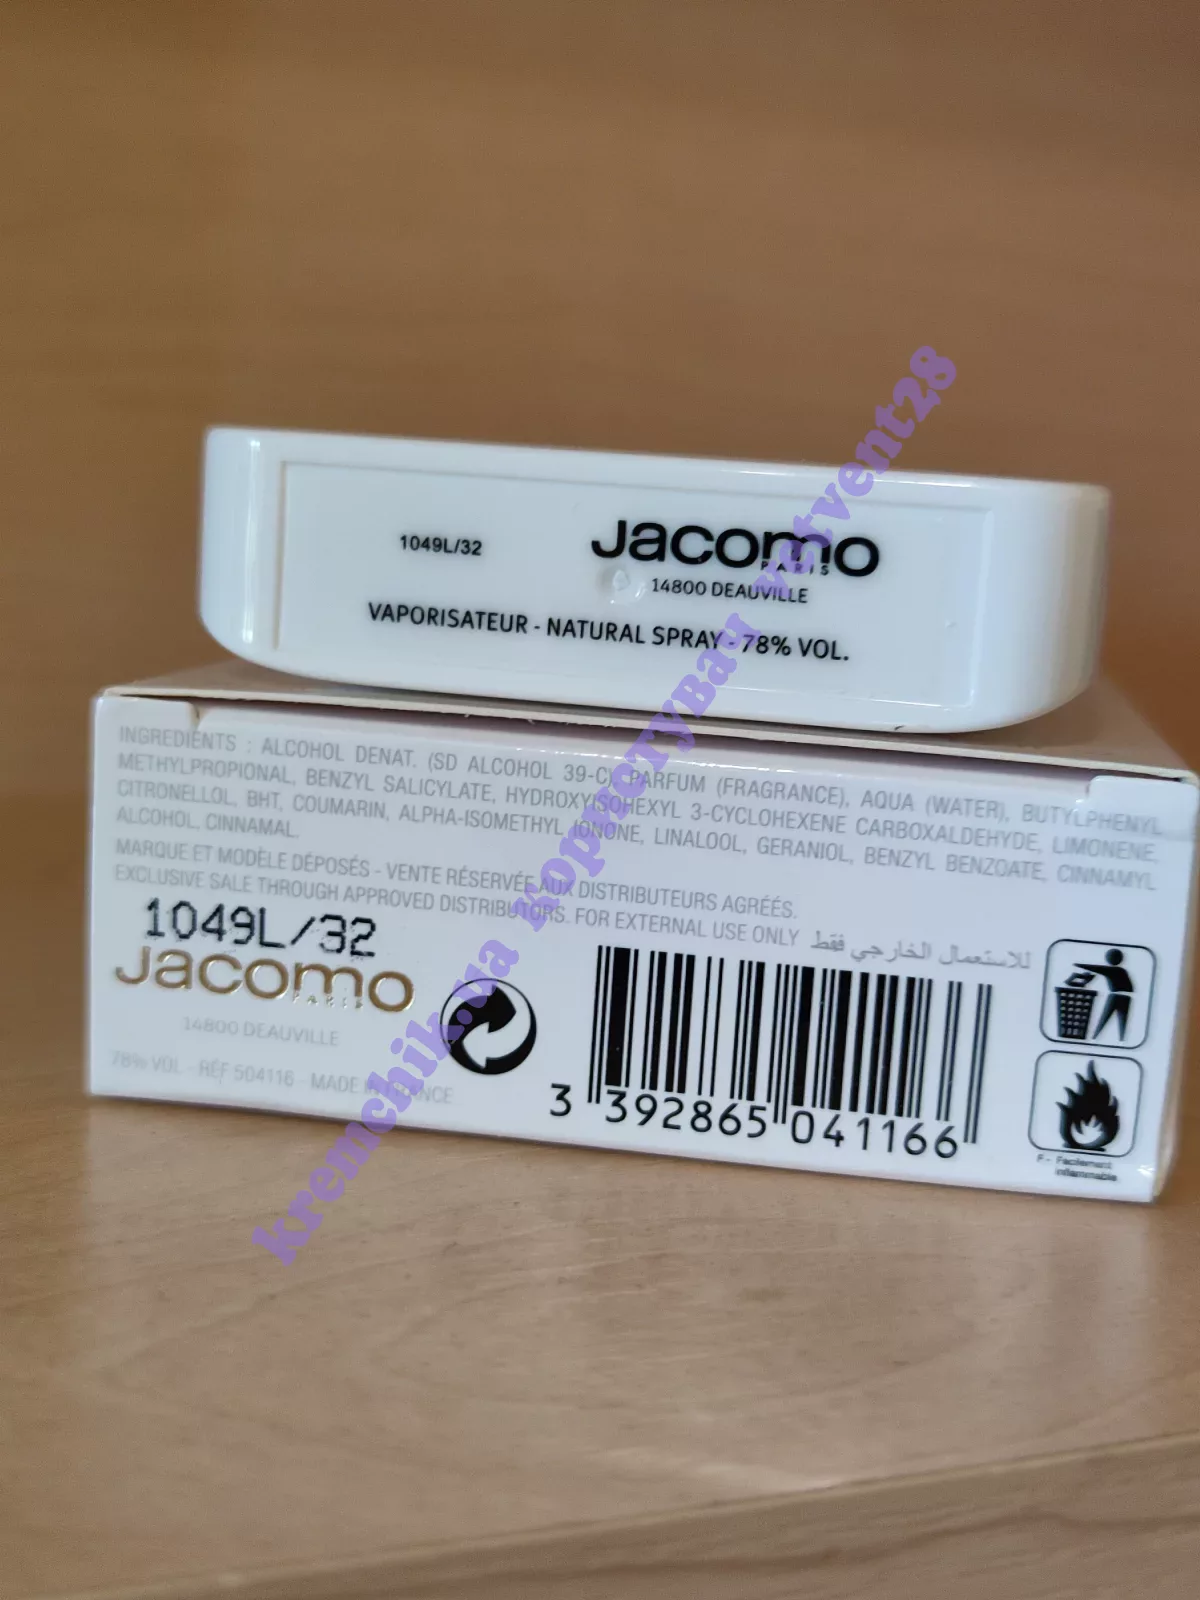 1049L/32
Jacomo
PARIS
14800 DEAUVILLE
VAPORISATEUR - NATURAL SPRAY - 78% VOL.
INGREDIENTS : ALCOHOL DENAT. (SD ALCOHOL 39-C), PARFUM (FRAGRANCE), AQUA (WATER), BUTYLPHENYL
METHYLPROPIONAL, BENZYL SALICYLATE, HYDROXYISOHEXYL 3-CYCLOHEXENE CARBOXALDEHYDE, LIMONENE,
CITRONELLOL, BHT, COUMARIN, ALPHA-ISOMETHYL IONONE, LINALOOL, GERANIOL, BENZYL BENZOATE, CINNAMYL
ALCOHOL, CINNAMAL.
MARQUE ET MODÈLE DÉPOSÉS - VENTE RÉSERVÉE AUX DISTRIBUTEURS AGRÉÉS.
EXCLUSIVE SALE THROUGH APPROVED DISTRIBUTORS. FOR EXTERNAL USE ONLY للاستعمال الخارجي فقط
1049L/32
Jacomo
PARIS
14800 DEAUVILLE
78% VOL - RÉF 504116 - MADE IN FRANCE
3 392865 041166
F - Facilement
inflammable
kremchik.ua користувач vetvent28